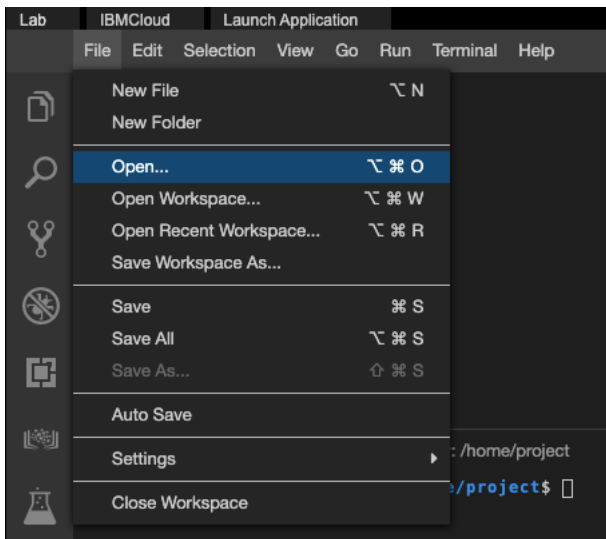 Lab IBMCloud Launch Application
File Edit Selection View Go Run Terminal Help
New File ⌥ N
New Folder
Open... ⌥ ⌘ O
Open Workspace... ⌥ ⌘ W
Open Recent Workspace... ⌥ ⌘ R
Save Workspace As...
Save ⌘ S
Save All ⌥ ⌘ S
Save As... ⇧ ⌘ S
Auto Save
Settings
: /home/project
Close Workspace
/project$